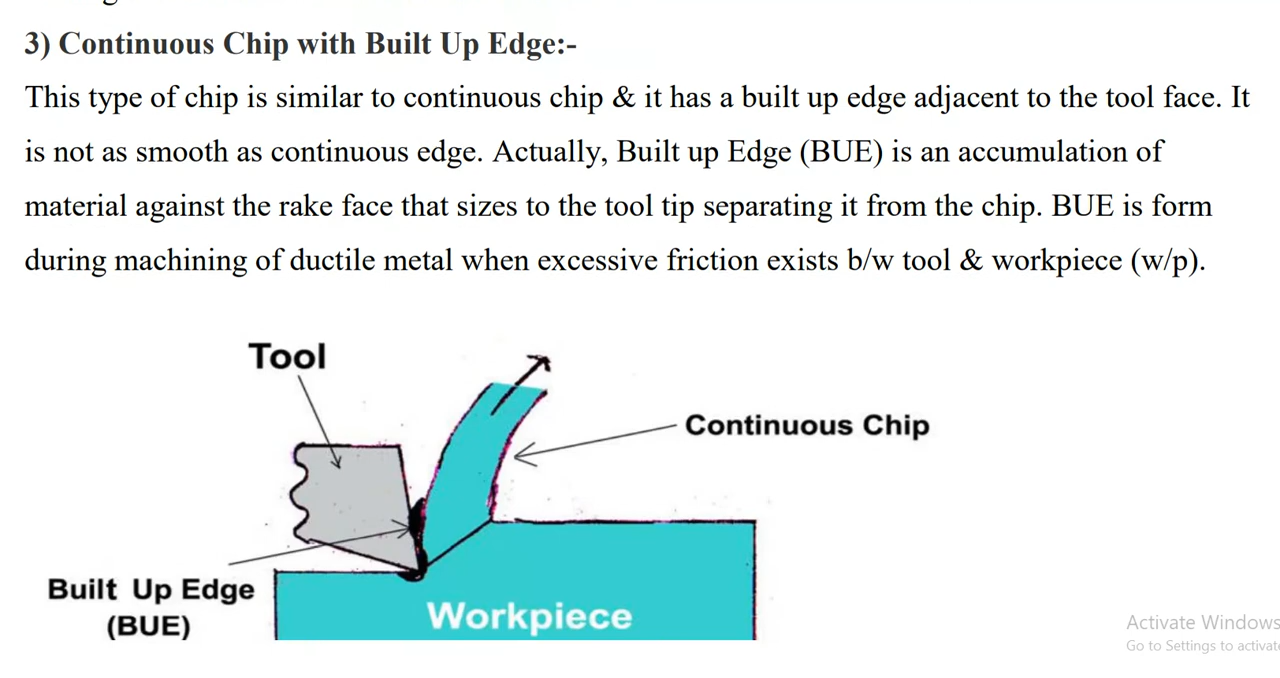 3) Continuous Chip with Built Up Edge:-
This type of chip is similar to continuous chip & it has a built up edge adjacent to the tool face. It
is not as smooth as continuous edge. Actually, Built up Edge (BUE) is an accumulation of
material against the rake face that sizes to the tool tip separating it from the chip. BUE is form
during machining of ductile metal when excessive friction exists b/w tool & workpiece (w/p).
Tool
Continuous Chip
Built Up Edge
(BUE)
Workpiece
Activate Windows
Go to Settings to activate